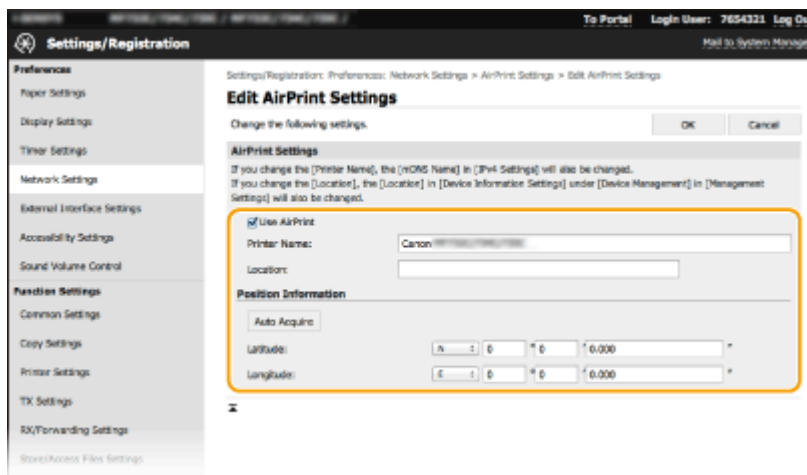 To Portal Login User: 7654321 Log O
Settings/Registration
Mail to System Manage
Preferences
Paper Settings
Display Settings
Timer Settings
Network Settings
External Interface Settings
Accessibility Settings
Sound Volume Control
Function Settings
Common Settings
Copy Settings
Printer Settings
TX Settings
RX/Forwarding Settings
Store/Access Files Settings
Settings/Registration: Preferences: Network Settings > AirPrint Settings > Edit AirPrint Settings
Edit AirPrint Settings
Change the following settings.
OK
Cancel
AirPrint Settings
If you change the [Printer Name], the [mDNS Name] in [IPv4 Settings] will also be changed.
If you change the [Location], the [Location] in [Device Information Settings] under [Device Management] in [Management
Settings] will also be changed.
Use AirPrint
Printer Name: Canon
Location:
Position Information
Auto Acquire
Latitude: N 0 ° 0 ' 0.000 "
Longitude: E 0 ° 0 ' 0.000 "